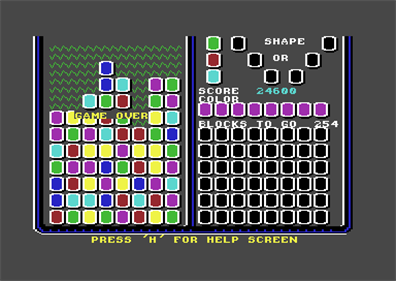 SHAPE
OR
SCORE 24600
COLOR
GAME OVER
BLOCKS TO GO 254
PRESS 'H' FOR HELP SCREEN